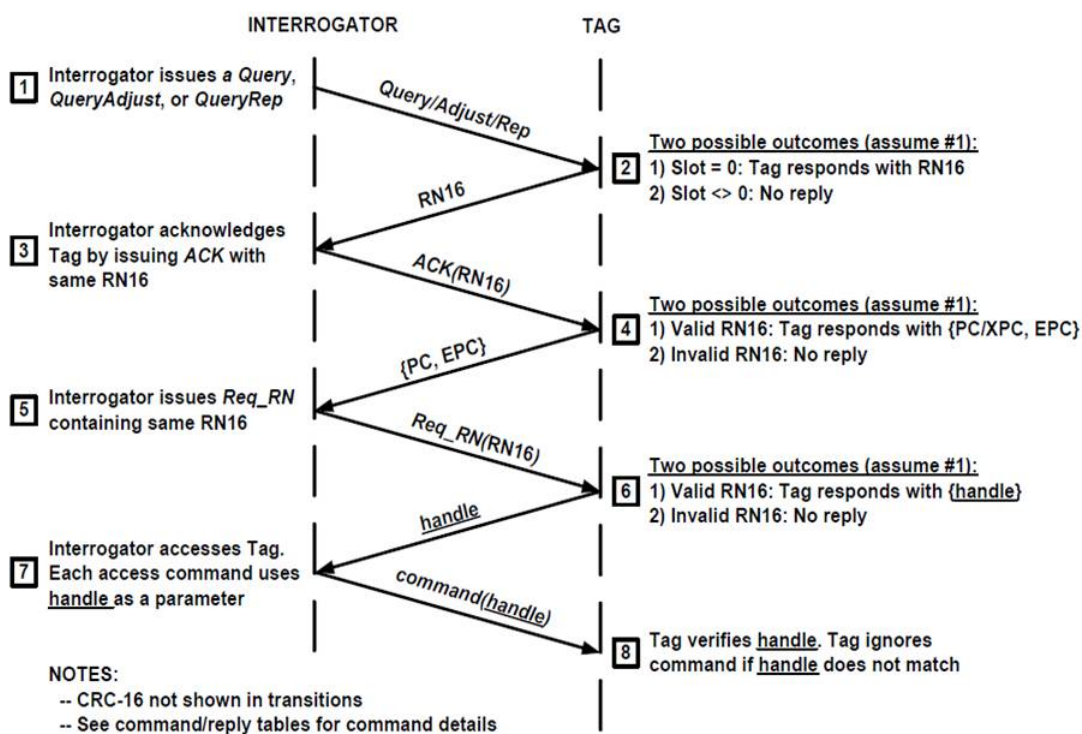 INTERROGATOR
TAG
1
Interrogator issues a Query,
QueryAdjust, or QueryRep
Query/Adjust/Rep
2
Two possible outcomes (assume #1):
1) Slot = 0: Tag responds with RN16
2) Slot <> 0: No reply
RN16
3
Interrogator acknowledges
Tag by issuing ACK with
same RN16
ACK(RN16)
4
Two possible outcomes (assume #1):
1) Valid RN16: Tag responds with {PC/XPC, EPC}
2) Invalid RN16: No reply
{PC, EPC}
5
Interrogator issues Req_RN
containing same RN16
Req_RN(RN16)
6
Two possible outcomes (assume #1):
1) Valid RN16: Tag responds with {handle}
2) Invalid RN16: No reply
handle
7
Interrogator accesses Tag.
Each access command uses
handle as a parameter
command(handle)
8
Tag verifies handle. Tag ignores
command if handle does not match
NOTES:
-- CRC-16 not shown in transitions
-- See command/reply tables for command details